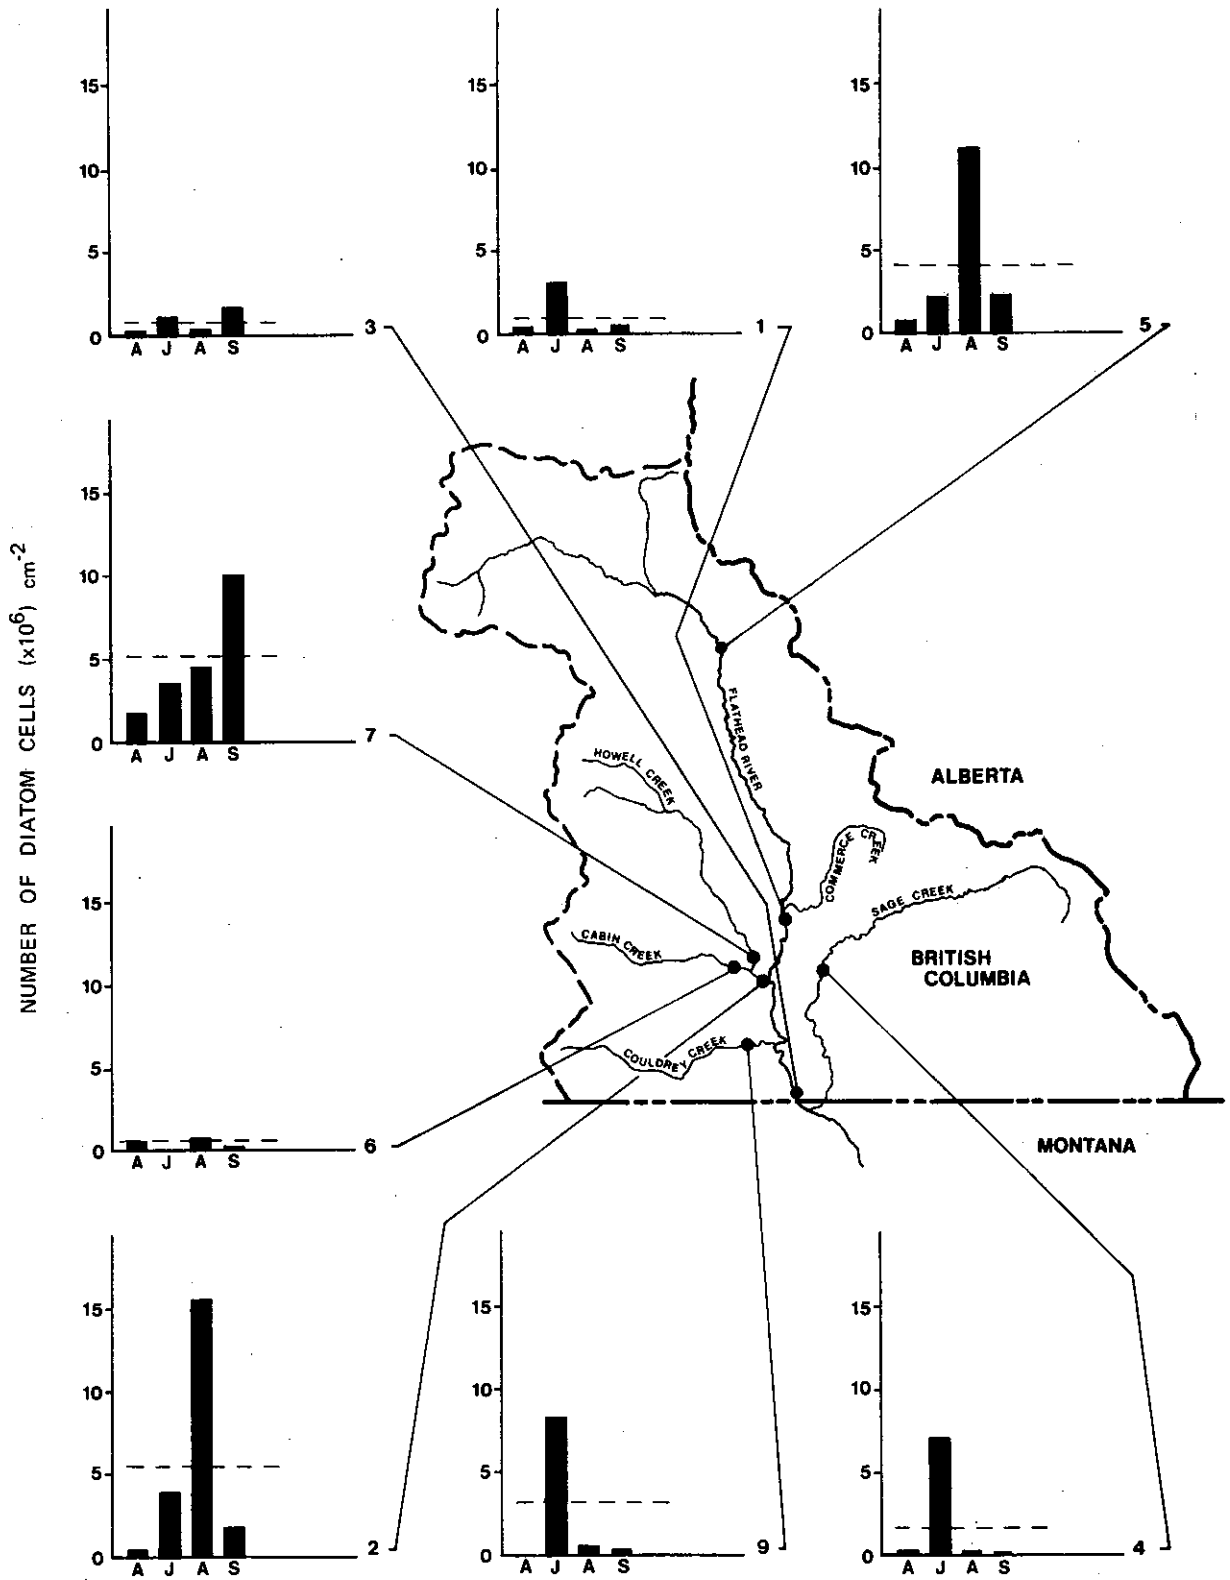 15
10
5
0
A J A S
3
15
10
5
0
A J A S
1
15
10
5
0
A J A S
5
NUMBER OF DIATOM CELLS (x10⁶) cm⁻²
15
10
5
0
A J A S
7
15
10
5
0
A J A S
6
FLATHEAD RIVER
HOWELL CREEK
ALBERTA
COMMERCE CREEK
SAGE CREEK
CABIN CREEK
BRITISH
COLUMBIA
COULDREY CREEK
MONTANA
15
10
5
0
A J A S
2
15
10
5
0
A J A S
9
15
10
5
0
A J A S
4